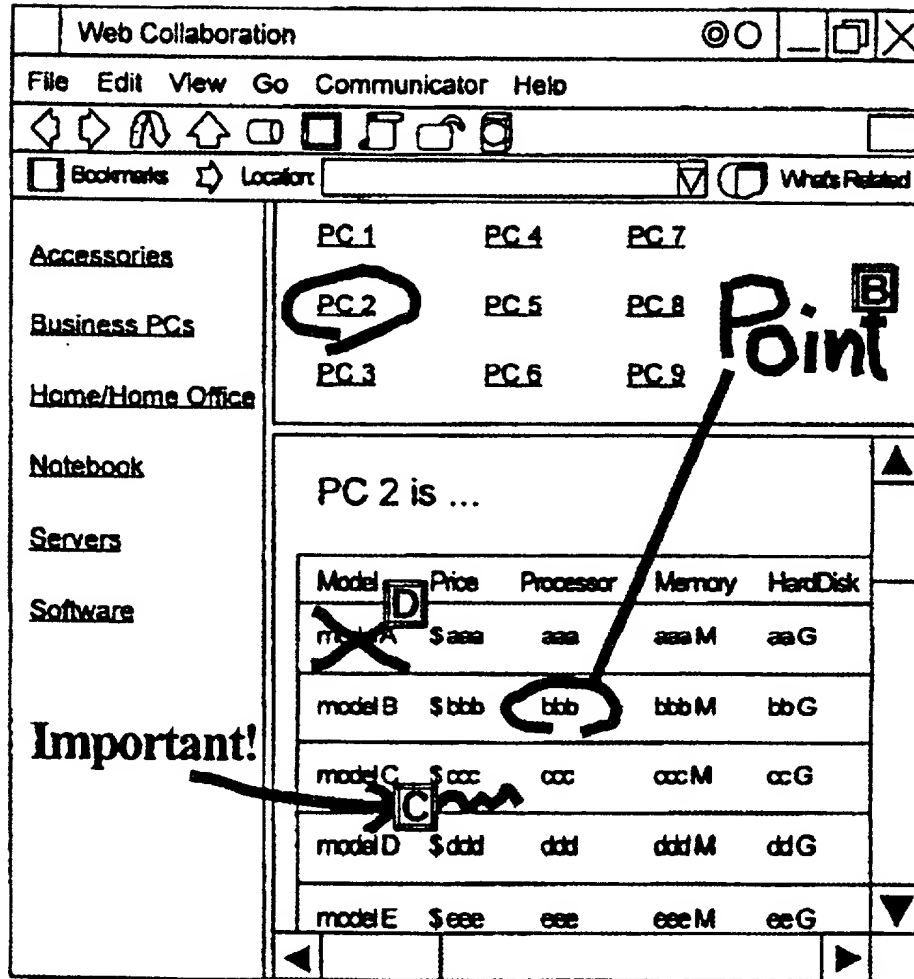 Web Collaboration
File Edit View Go Communicator Help
Bookmarks Location: What's Related
Accessories
Business PCs
Home/Home Office
Notebook
Servers
Software
Important!
PC 1 PC 4 PC 7
PC 2 PC 5 PC 8
PC 3 PC 6 PC 9
Point
B
PC 2 is ...
Model Price Processor Memory HardDisk
D
model A $ aaa aaa aaa M aa G
model B $ bbb bbb bbb M bb G
model C $ ccc ccc ccc M cc G
C
model D $ ddd ddd ddd M dd G
model E $ eee eee eee M ee G